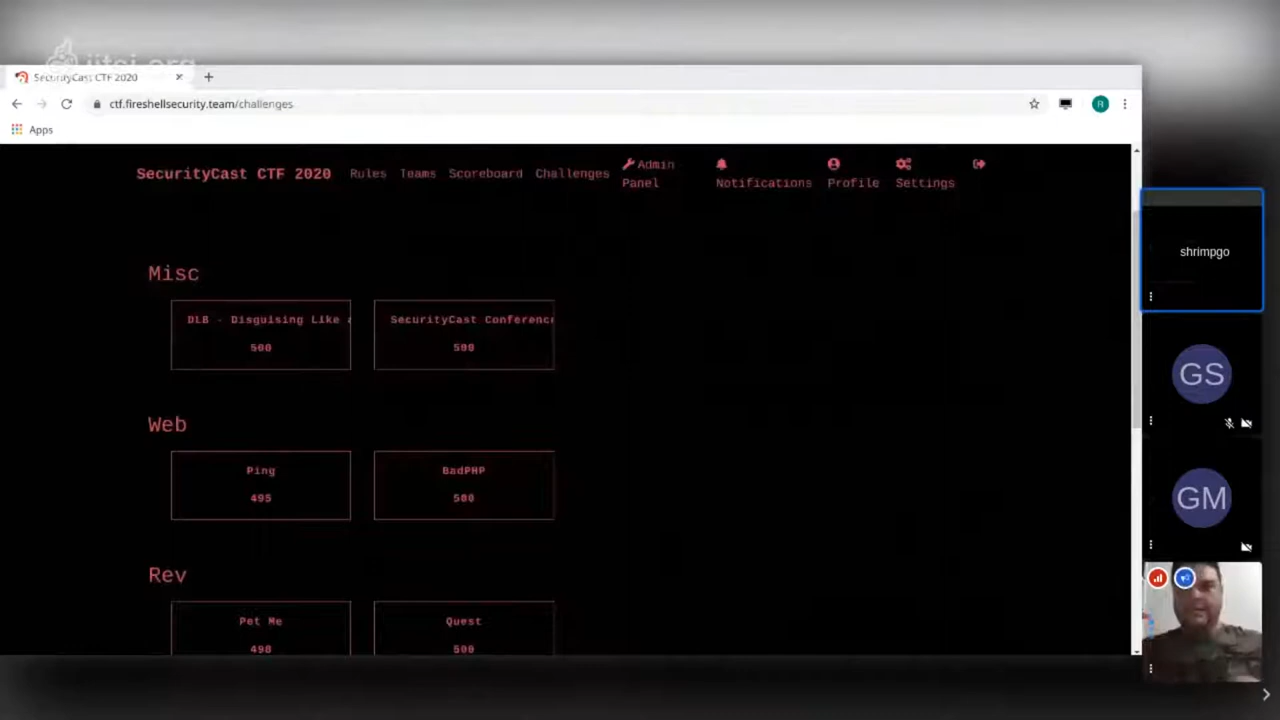 jitsi.org
SecurityCast CTF 2020
ctf.fireshellsecurity.team/challenges
R
Apps
SecurityCast CTF 2020 Rules Teams Scoreboard Challenges Admin Panel Notifications Profile Settings
Misc
DLB - Disguising Like
SecurityCast Conference
500
500
Web
Ping
BadPHP
495
500
Rev
Pet Me
Quest
498
500
shrimpgo
GS
GM